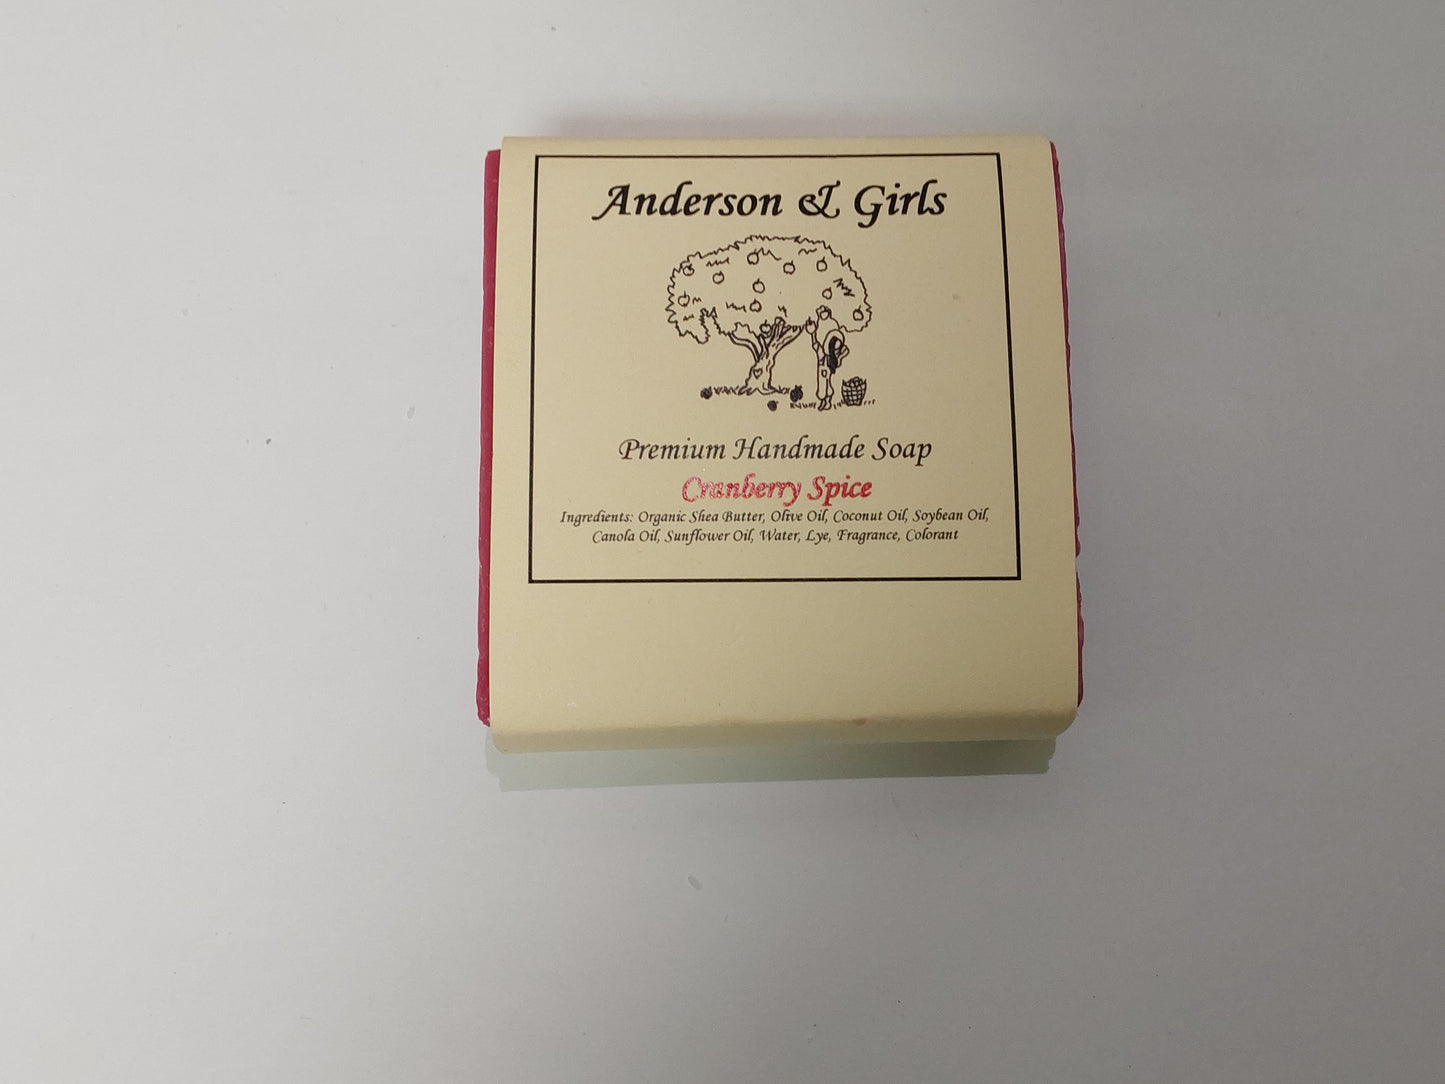 Anderson & Girls
Premium Handmade Soap
Cranberry Spice
Ingredients: Organic Shea Butter, Olive Oil, Coconut Oil, Soybean Oil,
Canola Oil, Sunflower Oil, Water, Lye, Fragrance, Colorant